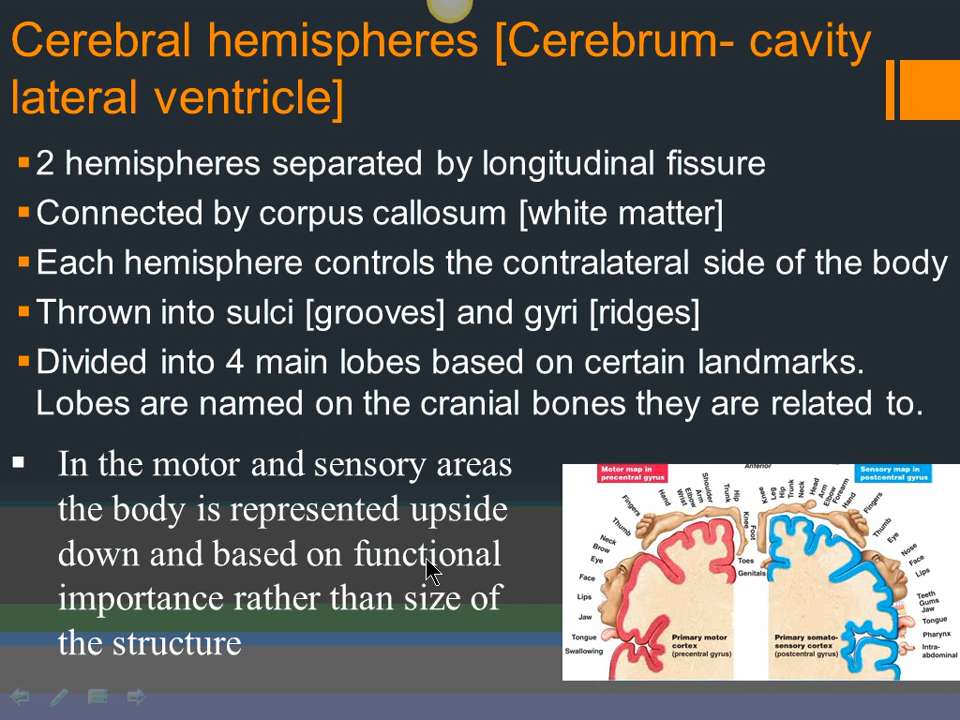 Cerebral hemispheres [Cerebrum- cavity
lateral ventricle]
2 hemispheres separated by longitudinal fissure
Connected by corpus callosum [white matter]
Each hemisphere controls the contralateral side of the body
Thrown into sulci [grooves] and gyri [ridges]
Divided into 4 main lobes based on certain landmarks.
Lobes are named on the cranial bones they are related to.
In the motor and sensory areas
the body is represented upside
down and based on functional
importance rather than size of
the structure
Anterior
Motor map in
precentral gyrus
Swallowing
Tongue
Jaw
Lips
Face
Eye
Brow
Neck
Thumb
Fingers
Hand
Wrist
Elbow
Arm
Shoulder
Trunk
Hip
Knee
Toes
Primary motor
cortex
(precentral gyrus)
Sensory map in
postcentral gyrus
Genitals
Foot
Leg
Hip
Trunk
Neck
Head
Arm
Elbow
Forearm
Hand
Fingers
Thumb
Eye
Nose
Face
Lips
Teeth
Gums
Jaw
Tongue
Pharynx
Intra-
abdominal
Primary somato-
sensory cortex
(postcentral gyrus)